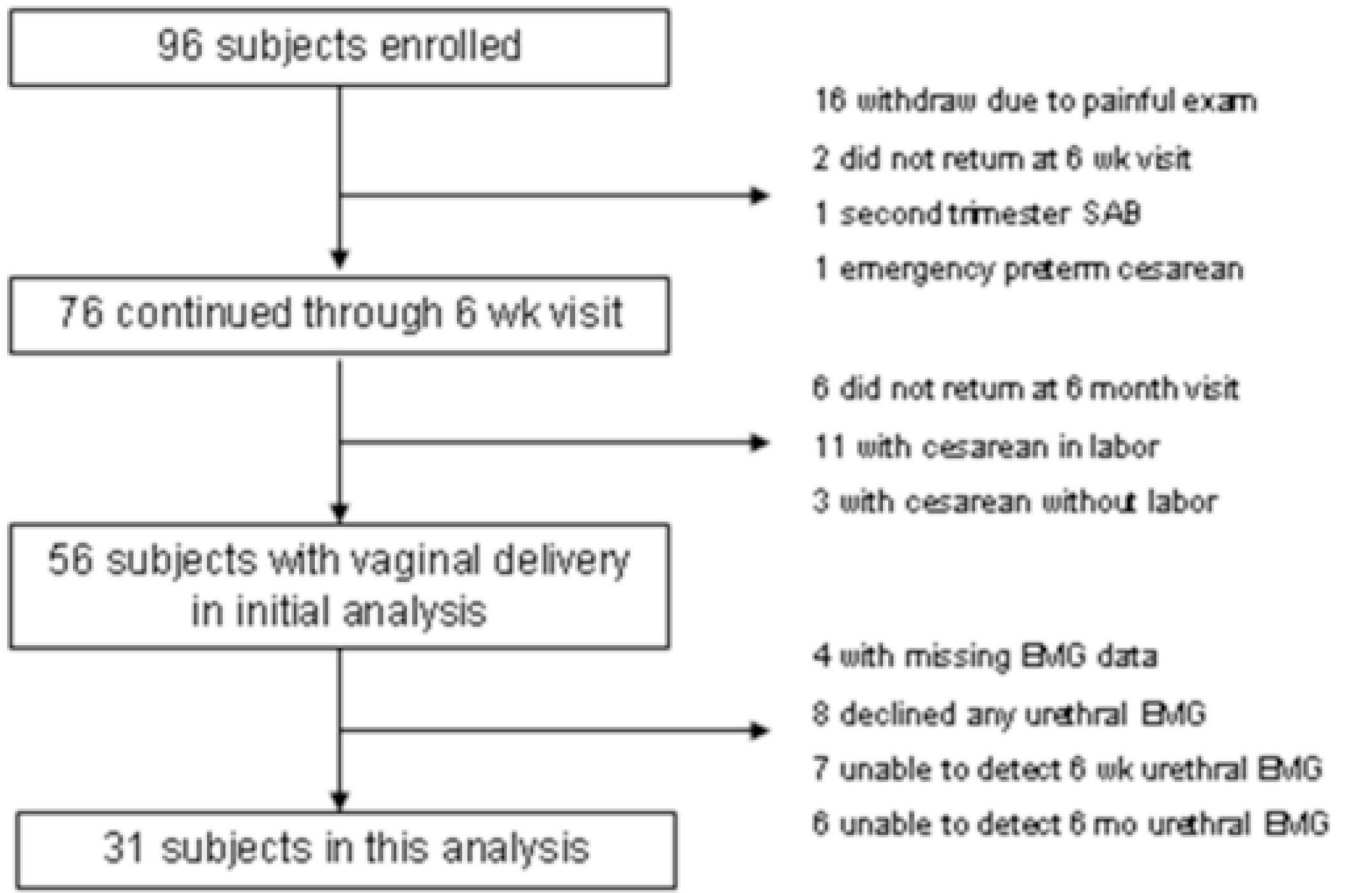 96 subjects enrolled
16 withdraw due to painful exam
2 did not return at 6 wk visit
1 second trimester SAB
1 emergency preterm cesarean
76 continued through 6 wk visit
6 did not return at 6 month visit
11 with cesarean in labor
3 with cesarean without labor
56 subjects with vaginal delivery
in initial analysis
4 with missing EMG data
8 declined any urethral EMG
7 unable to detect 6 wk urethral EMG
6 unable to detect 6 mo urethral EMG
31 subjects in this analysis